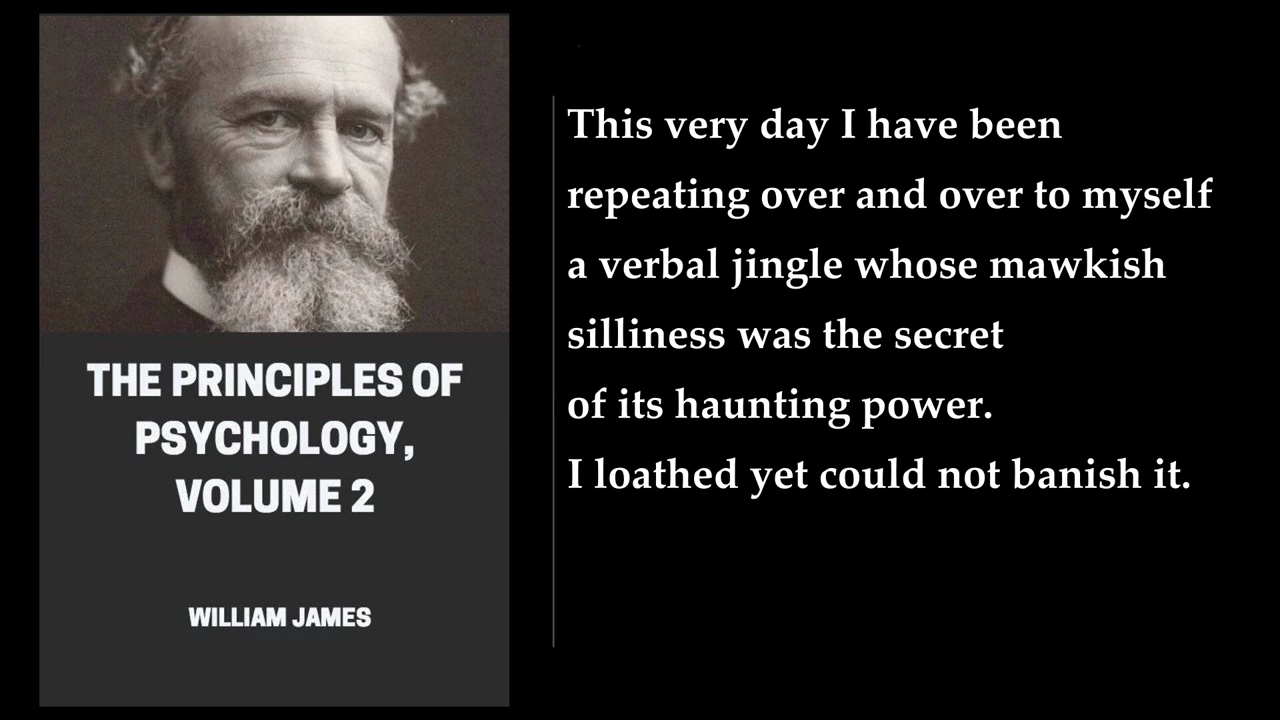 THE PRINCIPLES OF
PSYCHOLOGY,
VOLUME 2
WILLIAM JAMES
This very day I have been
repeating over and over to myself
a verbal jingle whose mawkish
silliness was the secret
of its haunting power.
I loathed yet could not banish it.